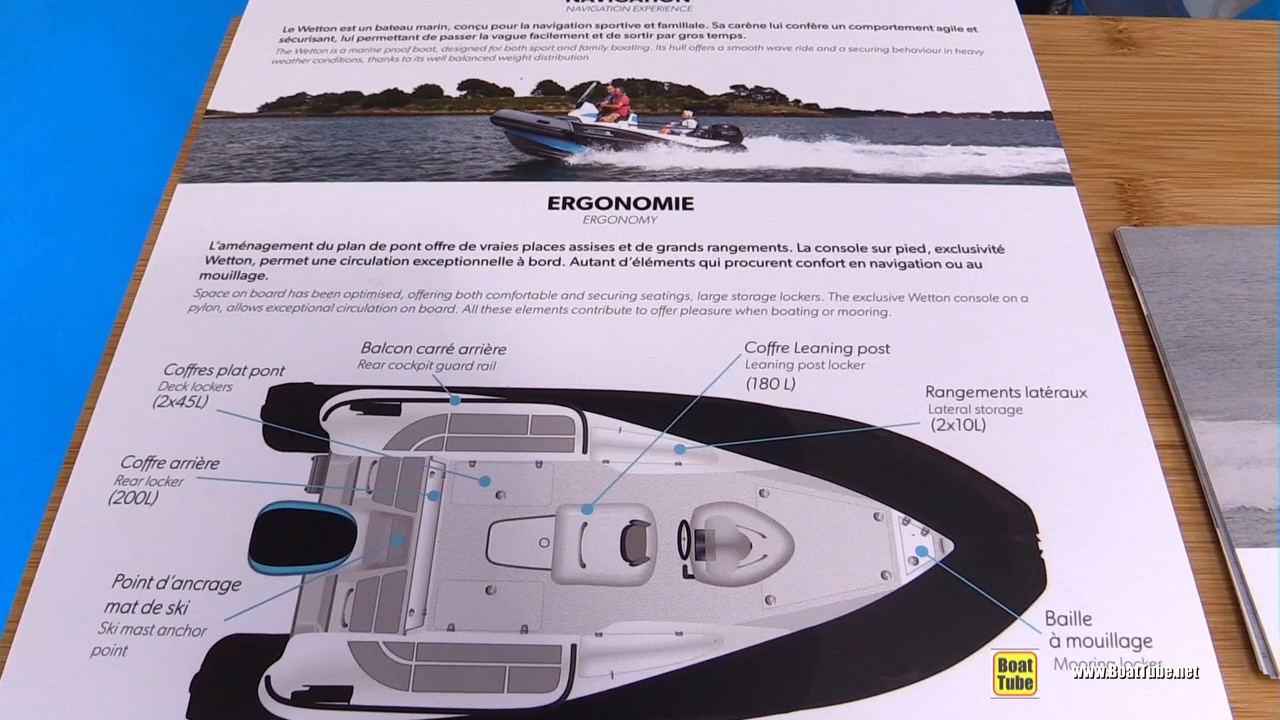 NAVIGATION
NAVIGATION EXPERIENCE
Le Wetton est un bateau marin, conçu pour la navigation sportive et familiale. Sa carène lui confère un comportement agile et
sécurisant, lui permettant de passer la vague facilement et de sortir par gros temps.
The Wetton is a marine proof boat, designed for both sport and family boating. Its hull offers a smooth wave ride and a securing behaviour in heavy
weather conditions, thanks to its well balanced weight distribution
ERGONOMIE
ERGONOMY
L'aménagement du plan de pont offre de vraies places assises et de grands rangements. La console sur pied, exclusivité
Wetton, permet une circulation exceptionnelle à bord. Autant d'éléments qui procurent confort en navigation ou au
mouillage.
Space on board has been optimised, offering both comfortable and securing seatings, large storage lockers. The exclusive Wetton console on a
pylon, allows exceptional circulation on board. All these elements contribute to offer pleasure when boating or mooring.
Balcon carré arrière
Rear cockpit guard rail
Coffre Leaning post
Leaning post locker
(180 L)
Coffres plat pont
Deck lockers
(2x45L)
Rangements latéraux
Lateral storage
(2x10L)
Coffre arrière
Rear locker
(200L)
Point d'ancrage
mat de ski
Ski mast anchor
point
Baille
à mouillage
Mooring locker
Boat
Tube
www.BoatTube.net